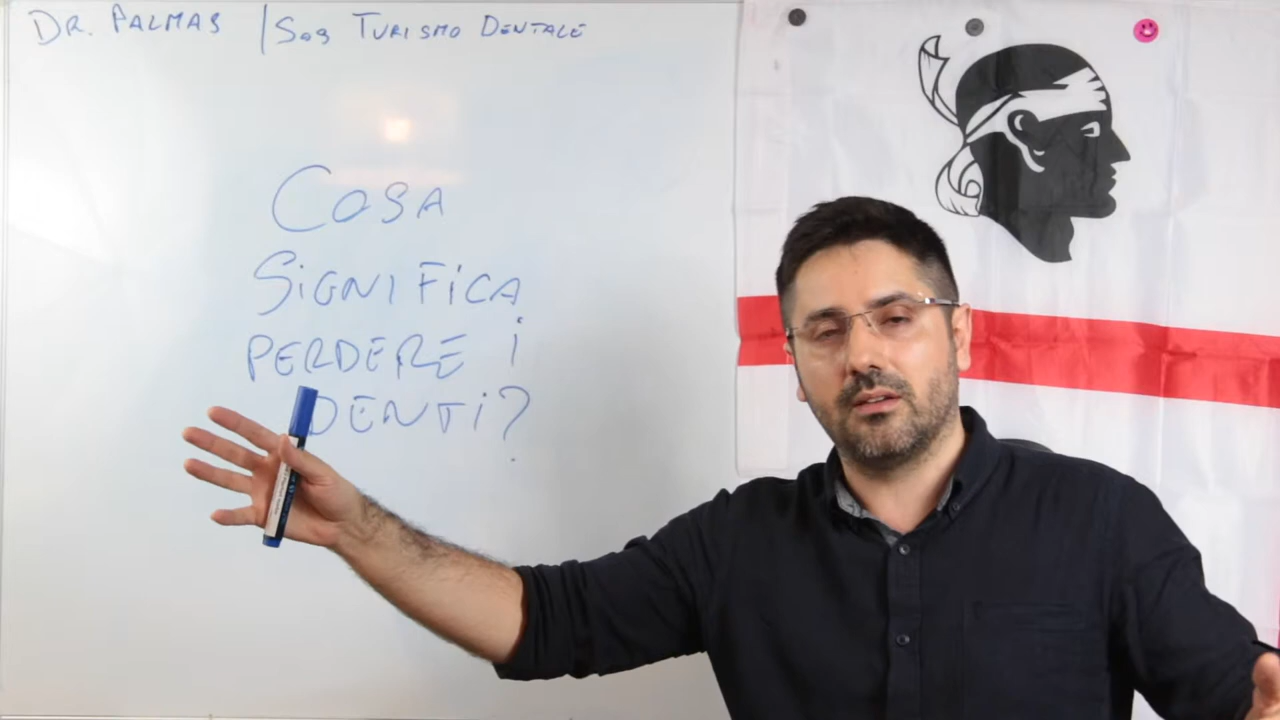 DR. PALMAS | SOS TURISMO DENTALE
COSA
SIGNIFICA
PERDERE I
DENTI?